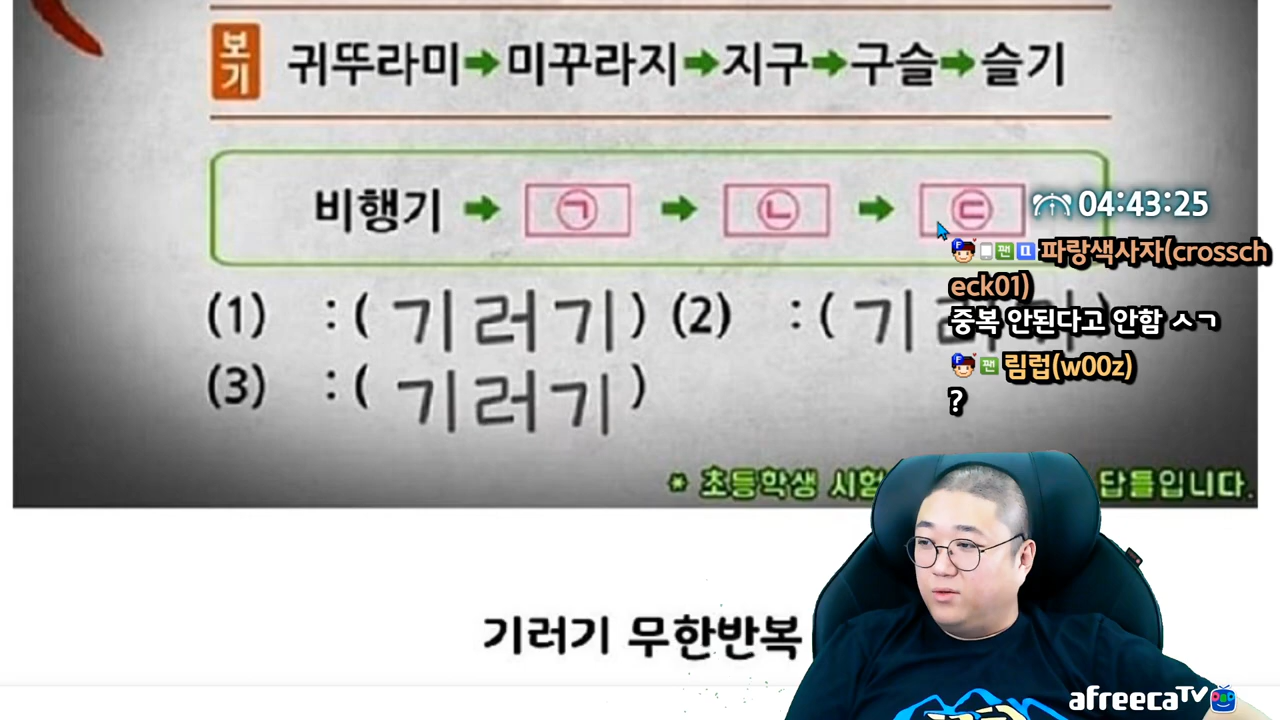 보기
귀뚜라미➡미꾸라지➡지구➡구슬➡슬기
비행기 ➡ ㉠ ➡ ㉡ ➡ ㉢
04:43:25
파랑색사자(crosscheck01)
중복 안된다고 안함 ㅅㄱ
림럽(w00z)
?
(1) : ( 기러기 ) (2) : ( 기
(3) : ( 기러기 )
* 초등학생 시험 답들입니다.
기러기 무한반복
afreecaTV